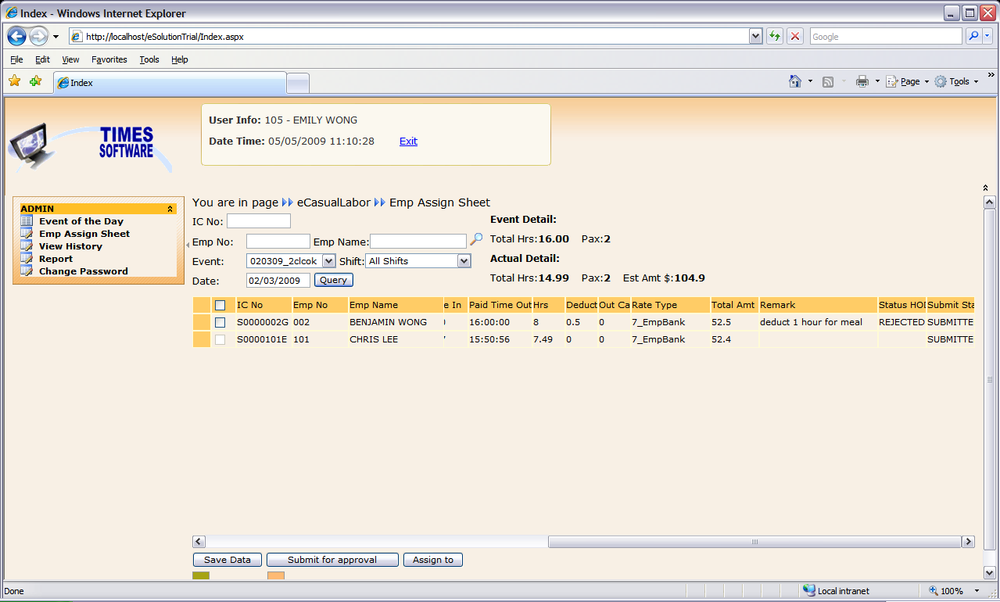 Index - Windows Internet Explorer
http://localhost/eSolutionTrial/Index.aspx
Google
File Edit View Favorites Tools Help
Index
Page Tools
TIMES
SOFTWARE
User Info: 105 - EMILY WONG
Date Time: 05/05/2009 11:10:28 Exit
ADMIN
Event of the Day
Emp Assign Sheet
View History
Report
Change Password
You are in page eCasualLabor Emp Assign Sheet
IC No:
Emp No: Emp Name:
Event: 020309_2clcok Shift: All Shifts
Date: 02/03/2009 Query
Event Detail:
Total Hrs:16.00 Pax:2
Actual Detail:
Total Hrs:14.99 Pax:2 Est Amt $:104.9
IC No Emp No Emp Name e In Paid Time Out Hrs Deduct Out Ca Rate Type Total Amt Remark Status HO Submit Sta
S0000002G 002 BENJAMIN WONG 16:00:00 8 0.5 0 7_EmpBank 52.5 deduct 1 hour for meal REJECTED SUBMITTE
S0000101E 101 CHRIS LEE 15:50:56 7.49 0 0 7_EmpBank 52.4 SUBMITTE
Save Data Submit for approval Assign to
Done Local intranet 100%